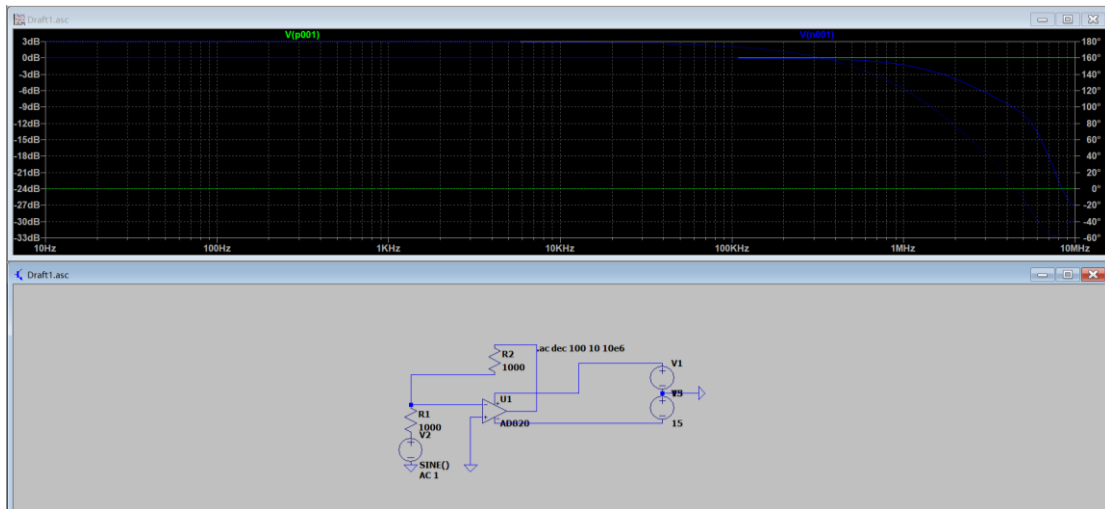 Draft1.asc
V(p001) V(n001)
3dB 180°
0dB 160°
-3dB 140°
-6dB 120°
-9dB 100°
-12dB 80°
-15dB 60°
-18dB 40°
-21dB 20°
-24dB 0°
-27dB -20°
-30dB -40°
-33dB -60°
10Hz 100Hz 1KHz 10KHz 100KHz 1MHz 10MHz
Draft1.asc
.ac dec 100 10 10e6
R2
1000
V1
U1
R1
1000
AD820
15
V2
SINE()
AC 1